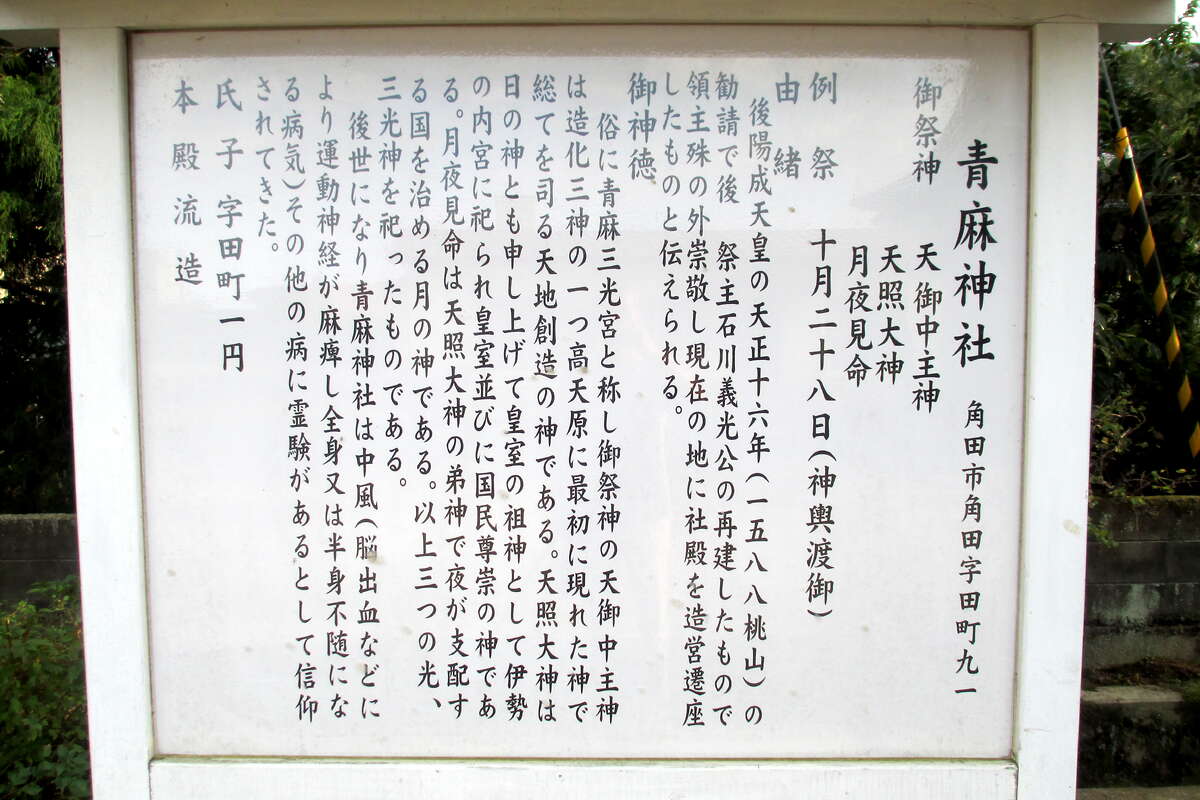 青麻神社 角田市角田字田町九一
御祭神 天御中主神
天照大神
月夜見命
例祭 十月二十八日(神輿渡御)
由緒
後陽成天皇の天正十六年(一五八八桃山)の
勧請で後 祭主石川義光公の再建したもので
領主殊の外崇敬し現在の地に社殿を造営遷座
したものと伝えられる。
御神徳
俗に青麻三光宮と称し御祭神の天御中主神
は造化三神の一つ高天原に最初に現れた神で
総てを司る天地創造の神である。天照大神は
日の神とも申し上げて皇室の祖神として伊勢
の内宮に祀られ皇室並びに国民尊崇の神であ
る。月夜見命は天照大神の弟神で夜が支配す
る国を治める月の神である。以上三つの光、
三光神を祀ったものである。
後世になり青麻神社は中風(脳出血などに
より運動神経が麻痺し全身又は半身不随にな
る病気)その他の病に霊験があるとして信仰
されてきた。
氏子 字田町一円
本殿流造